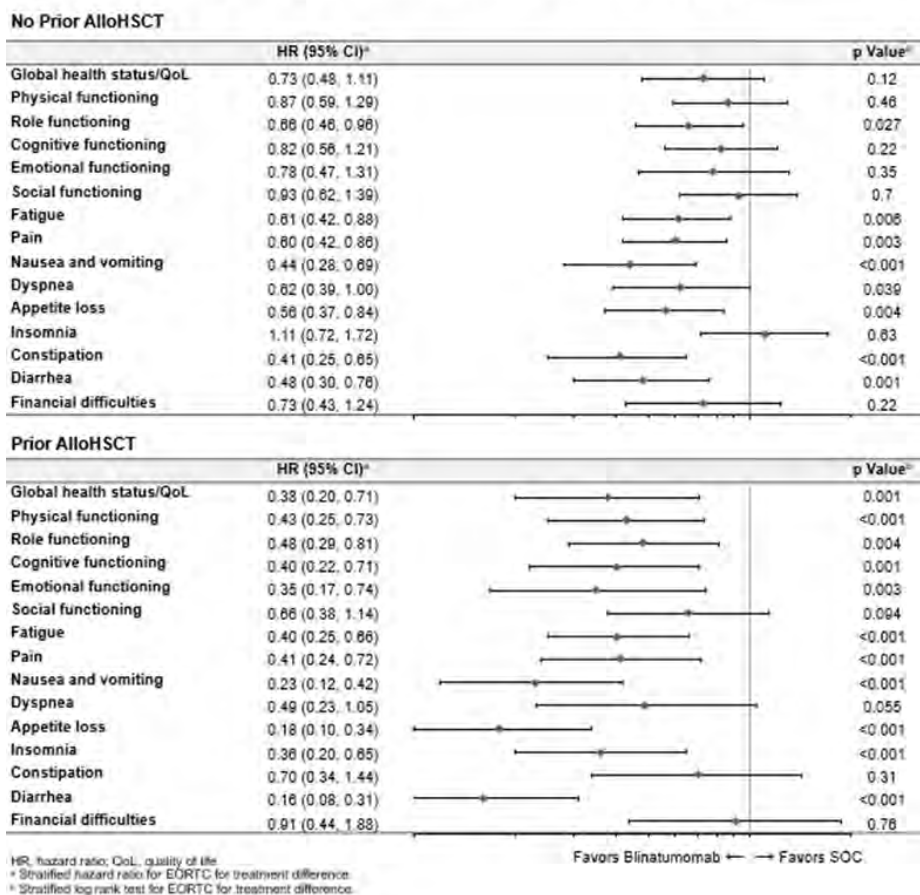 No Prior AlloHSCT
HR (95% CI)ᵃ p Valueᵇ
Global health status/QoL 0.73 (0.48, 1.11) 0.12
Physical functioning 0.87 (0.59, 1.29) 0.46
Role functioning 0.66 (0.46, 0.96) 0.027
Cognitive functioning 0.82 (0.56, 1.21) 0.22
Emotional functioning 0.78 (0.47, 1.31) 0.35
Social functioning 0.93 (0.62, 1.39) 0.7
Fatigue 0.61 (0.42, 0.88) 0.006
Pain 0.60 (0.42, 0.86) 0.003
Nausea and vomiting 0.44 (0.28, 0.69) <0.001
Dyspnea 0.62 (0.39, 1.00) 0.039
Appetite loss 0.56 (0.37, 0.84) 0.004
Insomnia 1.11 (0.72, 1.72) 0.63
Constipation 0.41 (0.25, 0.65) <0.001
Diarrhea 0.48 (0.30, 0.76) 0.001
Financial difficulties 0.73 (0.43, 1.24) 0.22
Prior AlloHSCT
HR (95% CI)ᵃ p Valueᵇ
Global health status/QoL 0.38 (0.20, 0.71) 0.001
Physical functioning 0.43 (0.25, 0.73) <0.001
Role functioning 0.48 (0.29, 0.81) 0.004
Cognitive functioning 0.40 (0.22, 0.71) 0.001
Emotional functioning 0.35 (0.17, 0.74) 0.003
Social functioning 0.66 (0.38, 1.14) 0.094
Fatigue 0.40 (0.25, 0.66) <0.001
Pain 0.41 (0.24, 0.72) <0.001
Nausea and vomiting 0.23 (0.12, 0.42) <0.001
Dyspnea 0.49 (0.23, 1.05) 0.055
Appetite loss 0.18 (0.10, 0.34) <0.001
Insomnia 0.36 (0.20, 0.65) <0.001
Constipation 0.70 (0.34, 1.44) 0.31
Diarrhea 0.16 (0.08, 0.31) <0.001
Financial difficulties 0.91 (0.44, 1.88) 0.76
Favors Blinatumomab ← → Favors SOC
HR, hazard ratio; QoL, quality of life
ᵃ Stratified hazard ratio for EORTC for treatment difference.
ᵇ Stratified log rank test for EORTC for treatment difference.